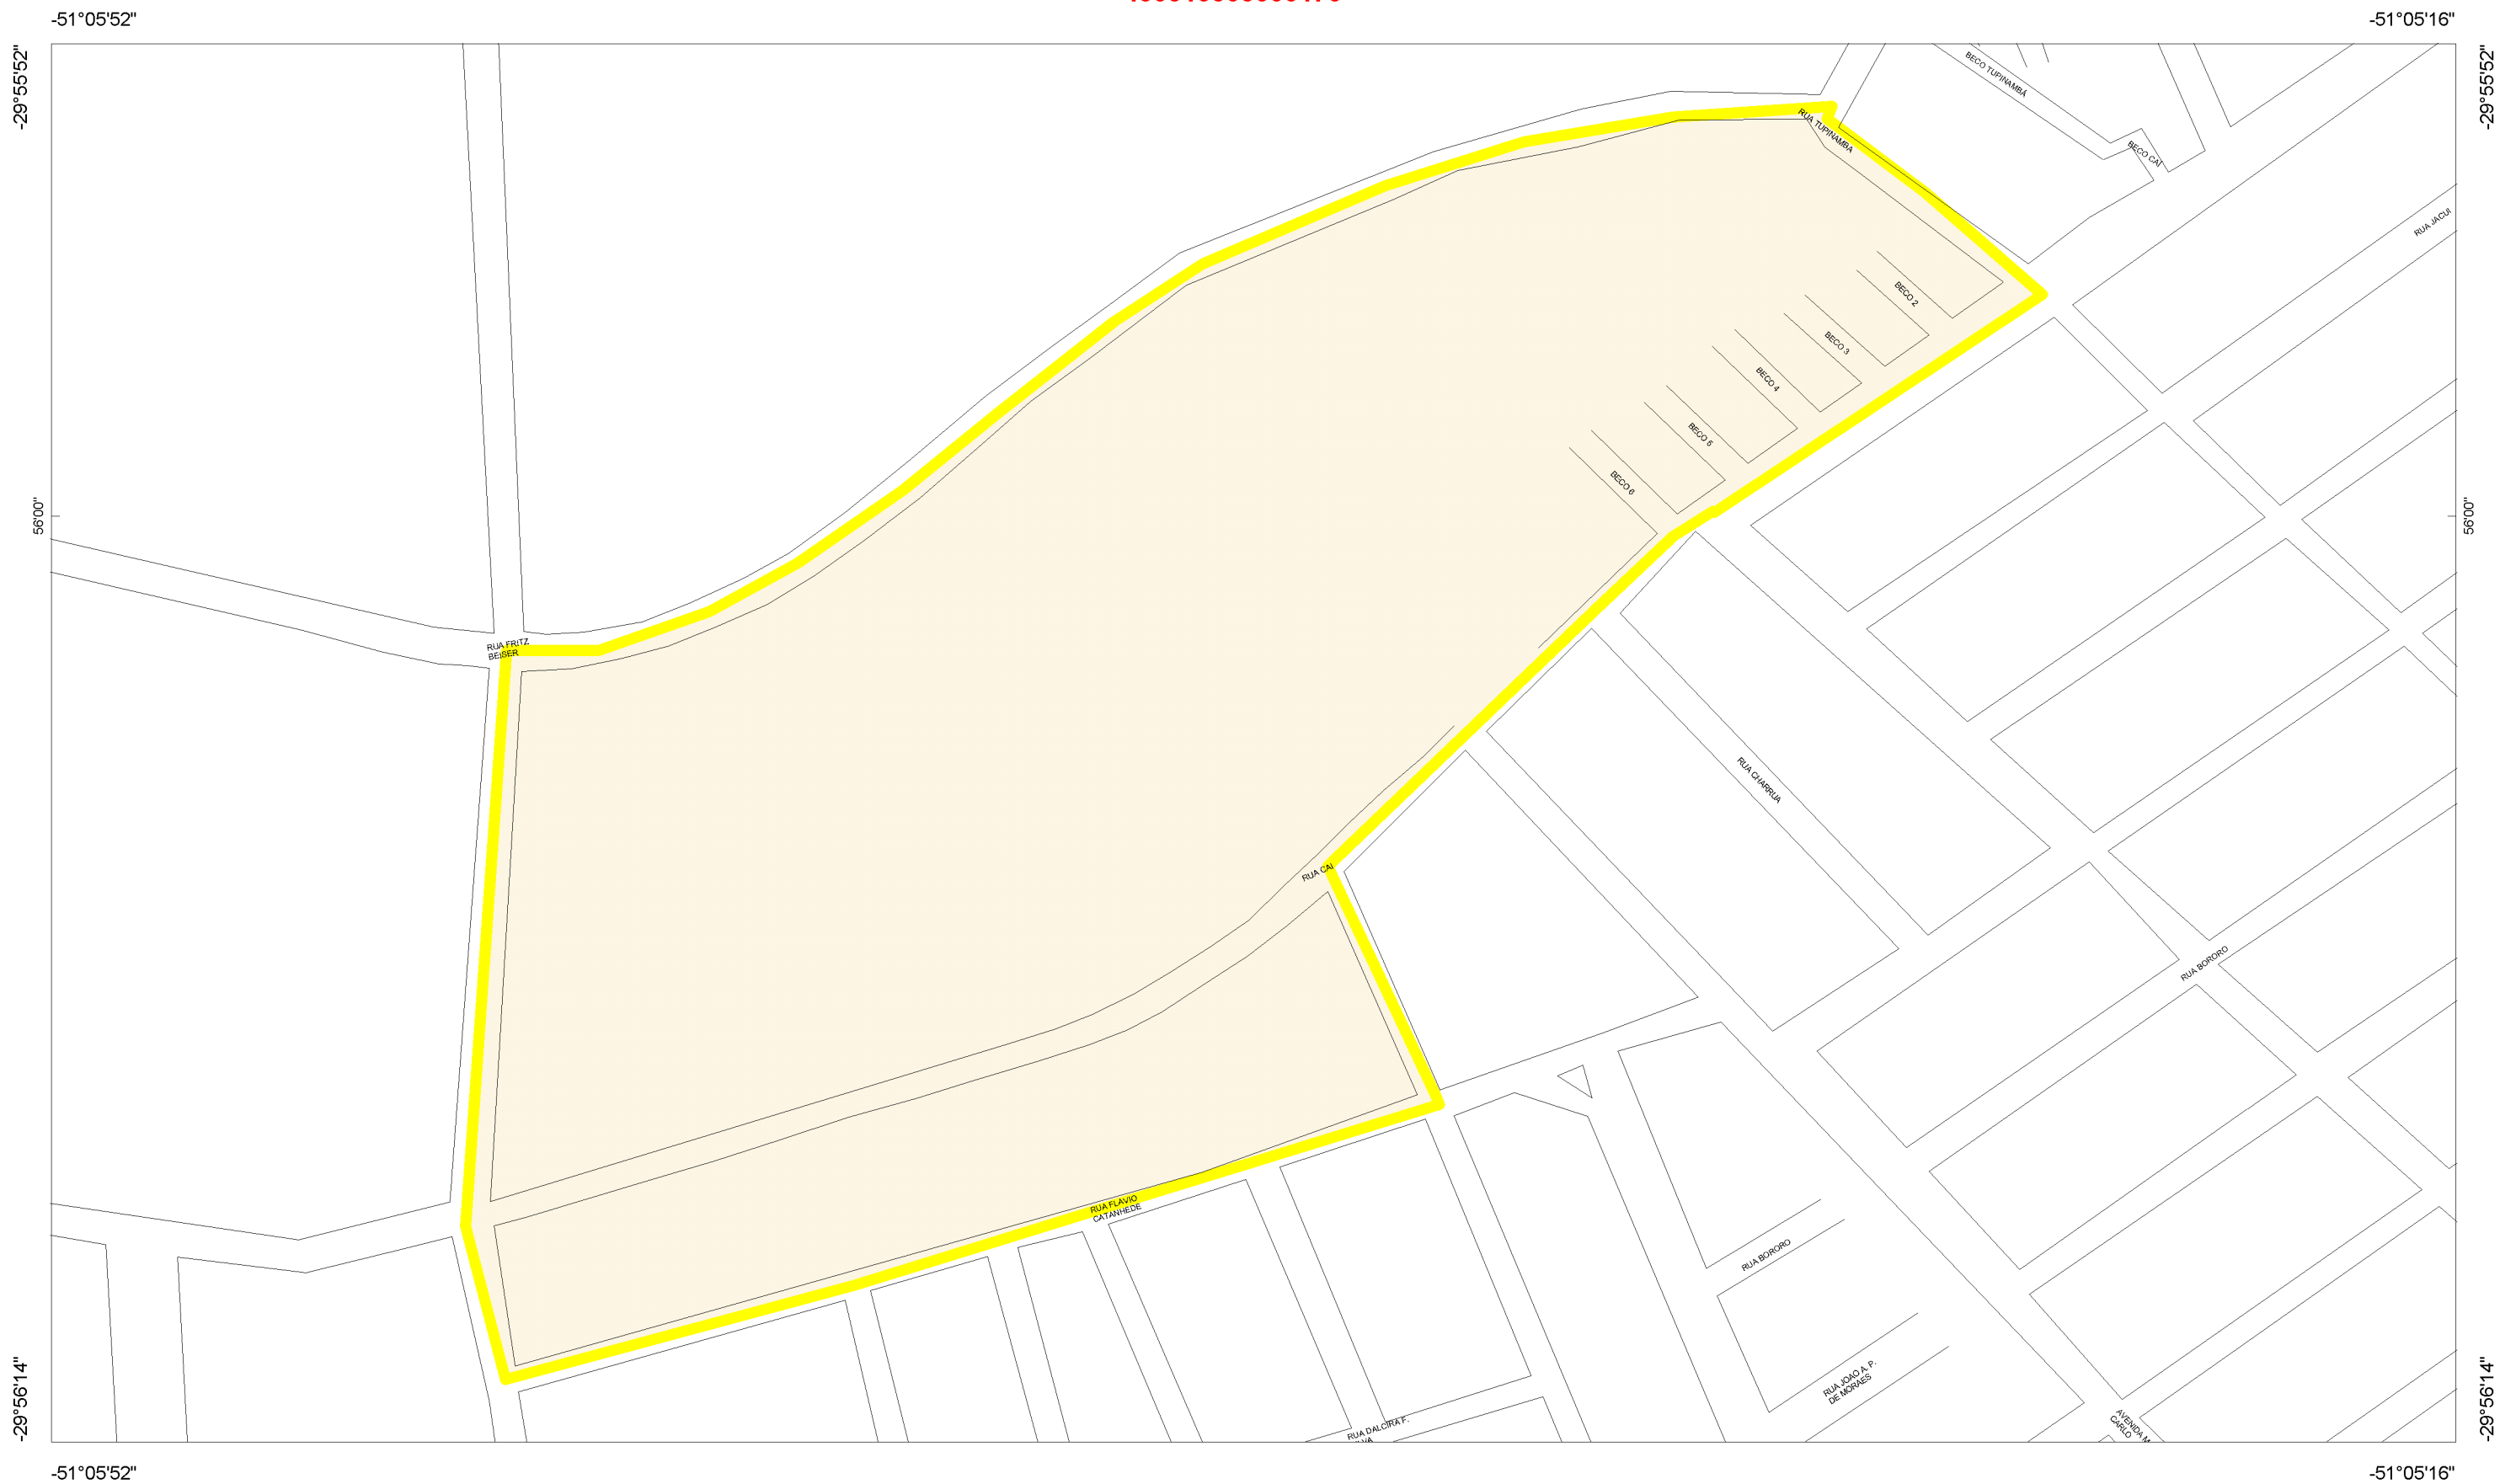 -51°05'52"
-51°05'16"
-29°55'52"
-29°55'52"
BECO TUPINAMBÁ
RUA TUPINAMBA
BECO CAÍ
RUA JACUI
BECO 2
BECO 3
BECO 4
BECO 5
BECO 6
56'00"
56'00"
RUA FRITZ
BEISER
RUA CHARRUA
RUA CAI
RUA BORORO
RUA FLAVIO
CATANHEDE
RUA BORORO
RUA JOAO A. P.
DE MORAES
RUA DALCIRA F.
AVENIDA M
CARLO
-29°56'14"
-29°56'14"
-51°05'52"
-51°05'16"